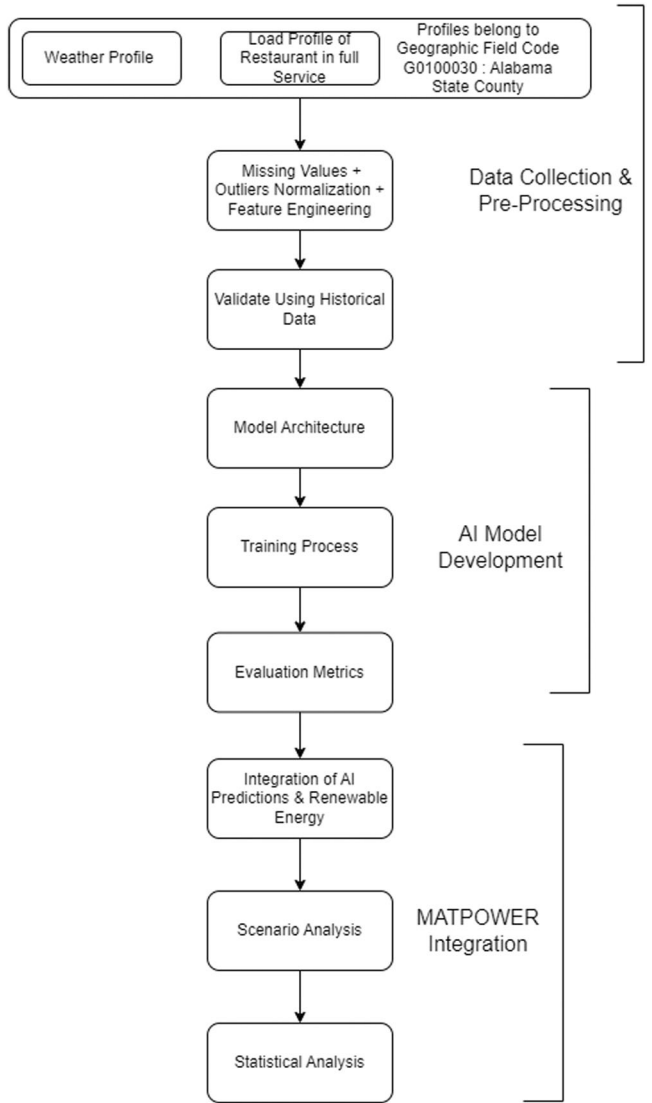 Weather Profile
Load Profile of
Restaurant in full
Service
Profiles belong to
Geographic Field Code
G0100030 : Alabama
State County
Missing Values +
Outliers Normalization +
Feature Engineering
Data Collection &
Pre-Processing
Validate Using Historical
Data
Model Architecture
Training Process
AI Model
Development
Evaluation Metrics
Integration of AI
Predictions & Renewable
Energy
Scenario Analysis
MATPOWER
Integration
Statistical Analysis